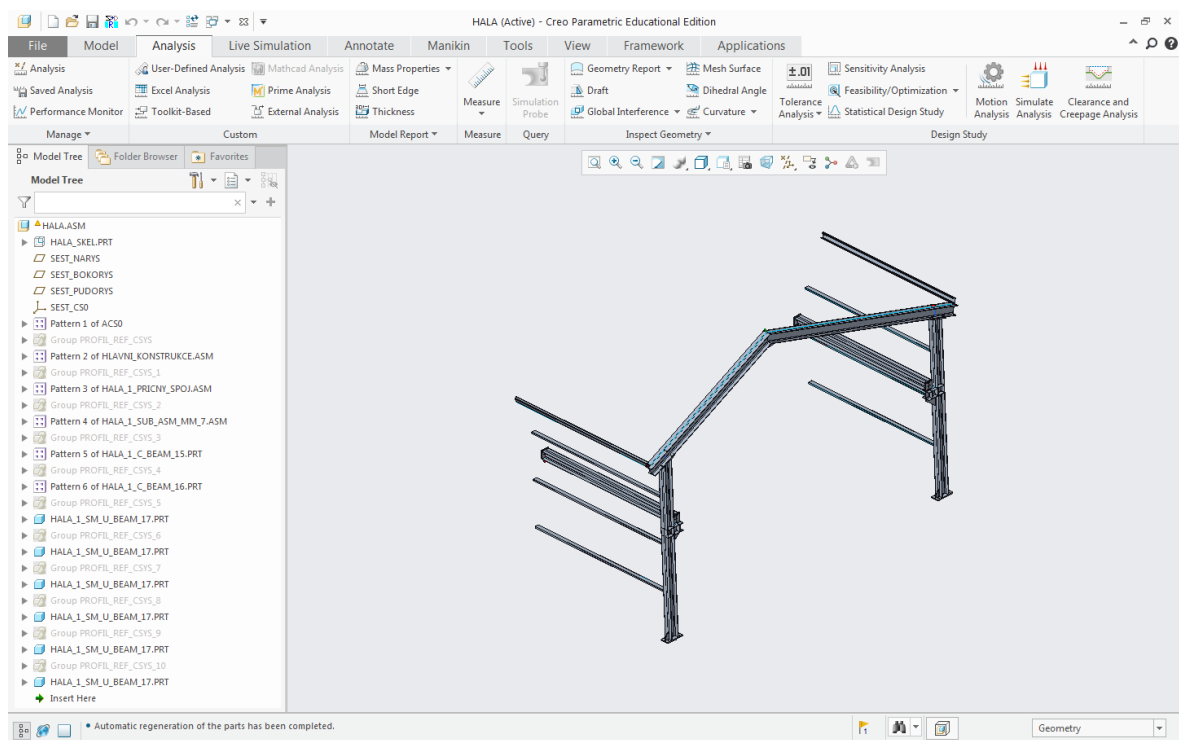 HALA (Active) - Creo Parametric Educational Edition
File Model Analysis Live Simulation Annotate Manikin Tools View Framework Applications
Analysis User-Defined Analysis Mathcad Analysis Mass Properties Geometry Report Mesh Surface Sensitivity Analysis
Saved Analysis Excel Analysis Prime Analysis Short Edge Measure Simulation Probe Draft Dihedral Angle ±.01 Tolerance Analysis Feasibility/Optimization Motion Analysis Simulate Analysis Clearance and Creepage Analysis
Performance Monitor Toolkit-Based External Analysis Thickness Global Interference Curvature Statistical Design Study
Manage Custom Model Report Measure Query Inspect Geometry Design Study
Model Tree Folder Browser Favorites
Model Tree
HALA.ASM
HALA_SKEL.PRT
SEST_NARYS
SEST_BOKORYS
SEST_PUDORYS
SEST_CS0
Pattern 1 of ACS0
Group PROFIL_REF_CSYS
Pattern 2 of HLAVNI_KONSTRUKCE.ASM
Group PROFIL_REF_CSYS_1
Pattern 3 of HALA_1_PRICNY_SPOJ.ASM
Group PROFIL_REF_CSYS_2
Pattern 4 of HALA_1_SUB_ASM_MM_7.ASM
Group PROFIL_REF_CSYS_3
Pattern 5 of HALA_1_C_BEAM_15.PRT
Group PROFIL_REF_CSYS_4
Pattern 6 of HALA_1_C_BEAM_16.PRT
Group PROFIL_REF_CSYS_5
HALA_1_SM_U_BEAM_17.PRT
Group PROFIL_REF_CSYS_6
HALA_1_SM_U_BEAM_17.PRT
Group PROFIL_REF_CSYS_7
HALA_1_SM_U_BEAM_17.PRT
Group PROFIL_REF_CSYS_8
HALA_1_SM_U_BEAM_17.PRT
Group PROFIL_REF_CSYS_9
HALA_1_SM_U_BEAM_17.PRT
Group PROFIL_REF_CSYS_10
HALA_1_SM_U_BEAM_17.PRT
Insert Here
• Automatic regeneration of the parts has been completed.
1
Geometry